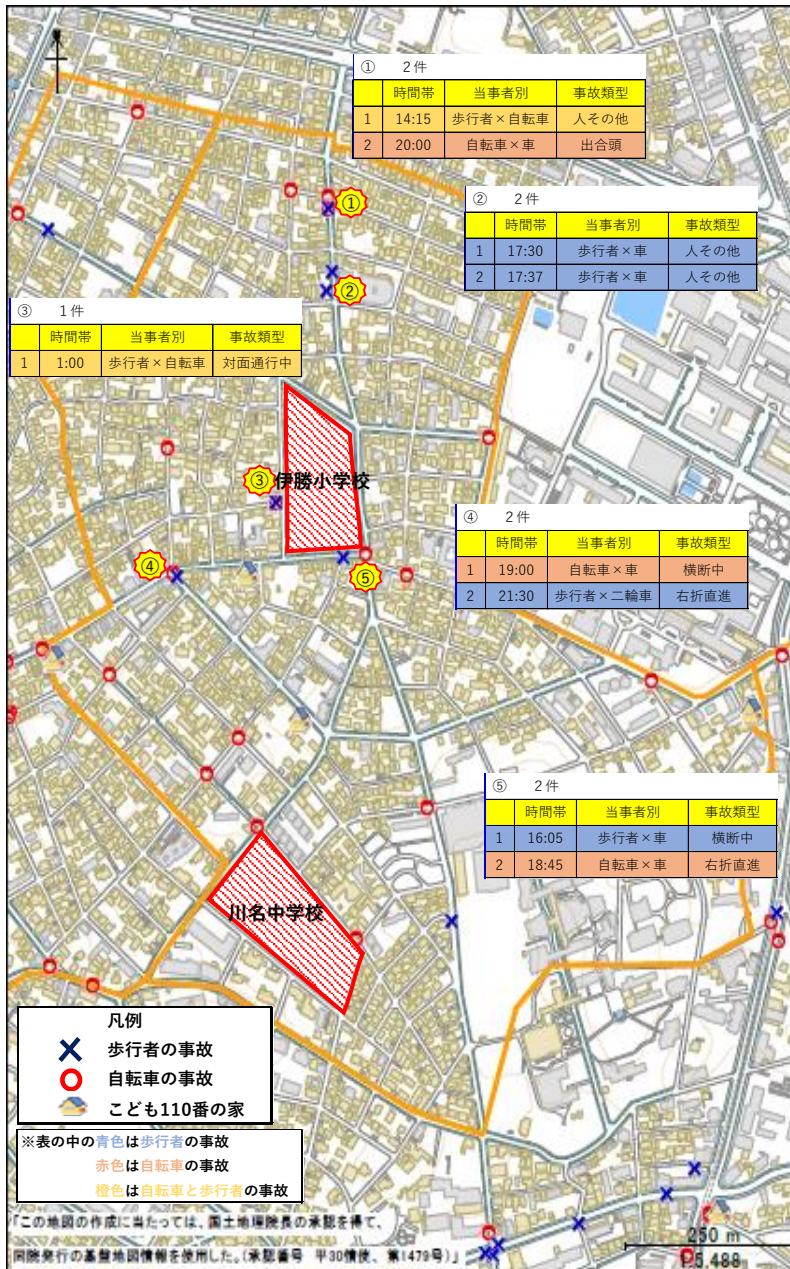 ① 2件
時間帯 当事者別 事故類型
1 14:15 歩行者×自転車 人その他
2 20:00 自転車×車 出合頭
①
② 2件
時間帯 当事者別 事故類型
1 17:30 歩行者×車 人その他
2 17:37 歩行者×車 人その他
②
③ 1件
時間帯 当事者別 事故類型
1 1:00 歩行者×自転車 対面通行中
③ 伊勝小学校
④ 2件
時間帯 当事者別 事故類型
1 19:00 自転車×車 横断中
2 21:30 歩行者×二輪車 右折直進
④
⑤
⑤ 2件
時間帯 当事者別 事故類型
1 16:05 歩行者×車 横断中
2 18:45 自転車×車 右折直進
川名中学校
凡例
歩行者の事故
自転車の事故
こども110番の家
※表の中の青色は歩行者の事故
赤色は自転車の事故
橙色は自転車と歩行者の事故
「この地図の作成に当たっては、国土地理院長の承認を得て、
同院発行の基盤地図情報を使用した。(承認番号 平30情使、第1479号)」
250 m
1:5,488